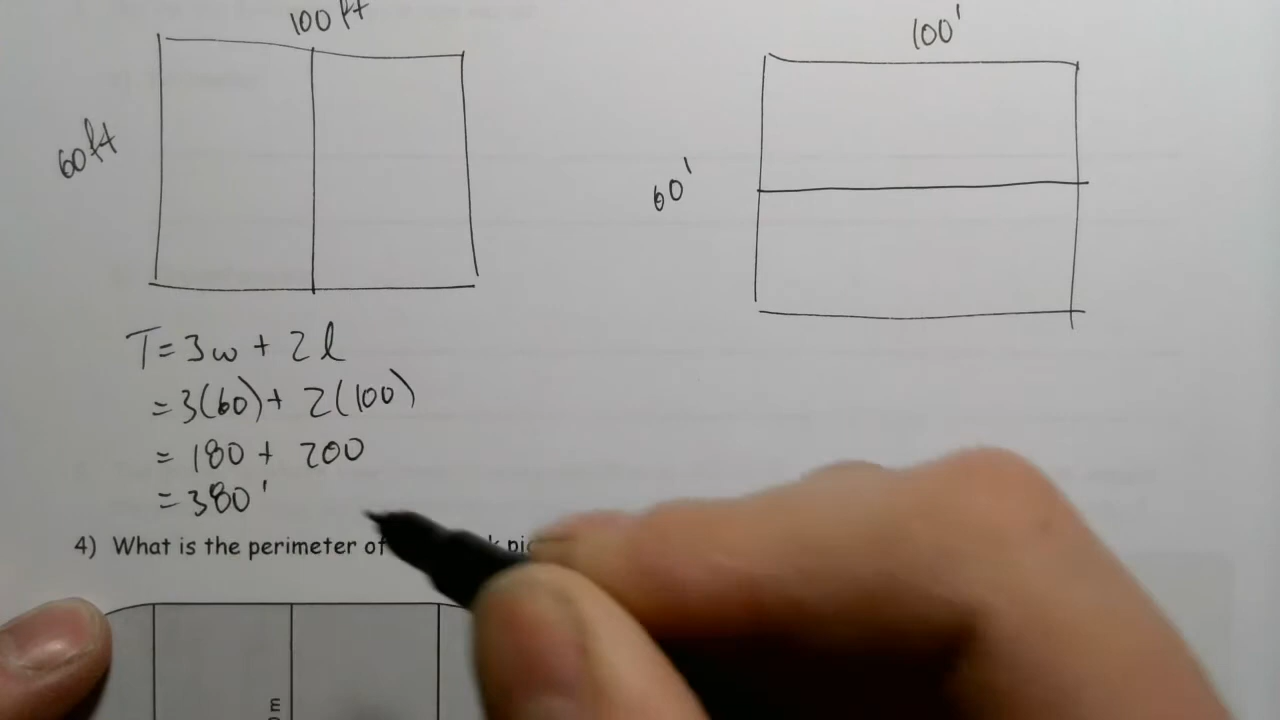 100 ft
60 ft
100'
60'
T = 3w + 2l
= 3(60) + 2(100)
= 180 + 200
= 380'
4) What is the perimeter of
m